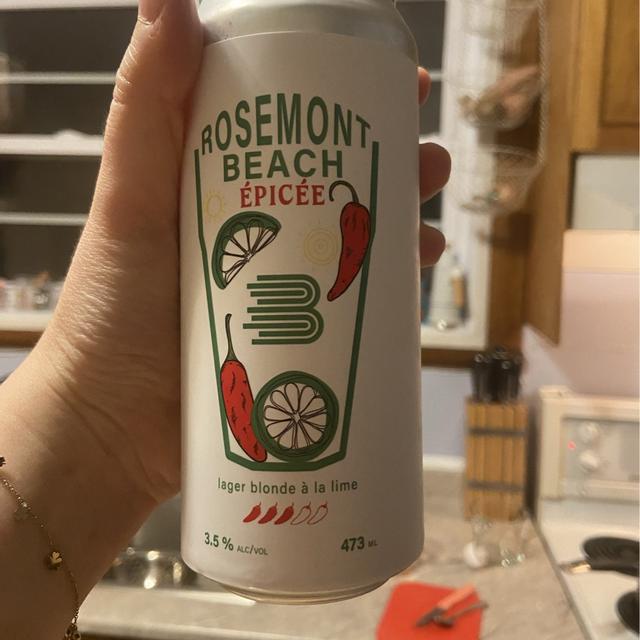 ROSEMONT
BEACH
ÉPICÉE
B
lager blonde à la lime
3.5 % ALC/VOL 473 ML